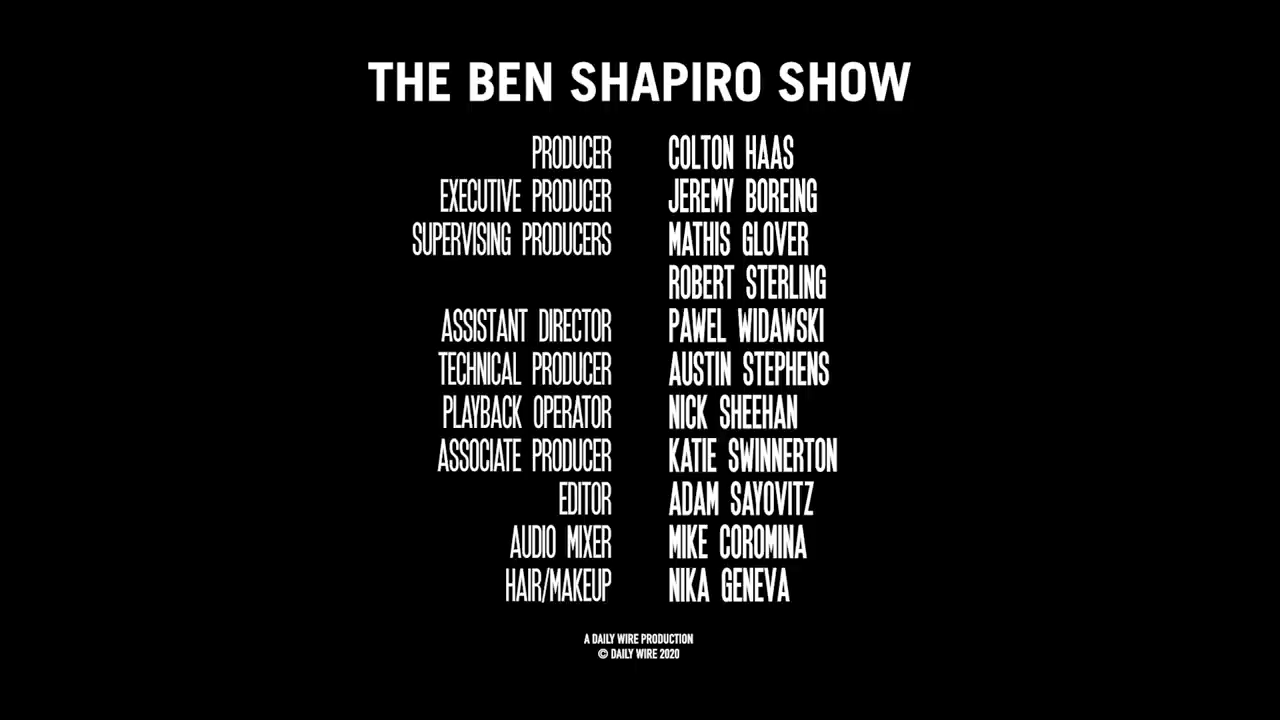 THE BEN SHAPIRO SHOW
PRODUCER COLTON HAAS
EXECUTIVE PRODUCER JEREMY BOREING
SUPERVISING PRODUCERS MATHIS GLOVER
ROBERT STERLING
ASSISTANT DIRECTOR PAWEL WIDAWSKI
TECHNICAL PRODUCER AUSTIN STEPHENS
PLAYBACK OPERATOR NICK SHEEHAN
ASSOCIATE PRODUCER KATIE SWINNERTON
EDITOR ADAM SAYOVITZ
AUDIO MIXER MIKE COROMINA
HAIR/MAKEUP NIKA GENEVA
A DAILY WIRE PRODUCTION
© DAILY WIRE 2020